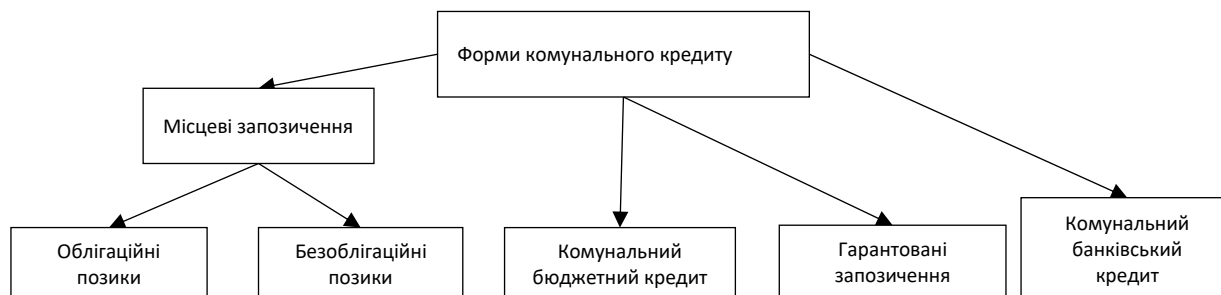 Форми комунального кредиту
Місцеві запозичення
Облігаційні
позики
Безоблігаційні
позики
Комунальний
бюджетний кредит
Гарантовані
запозичення
Комунальний
банківський
кредит